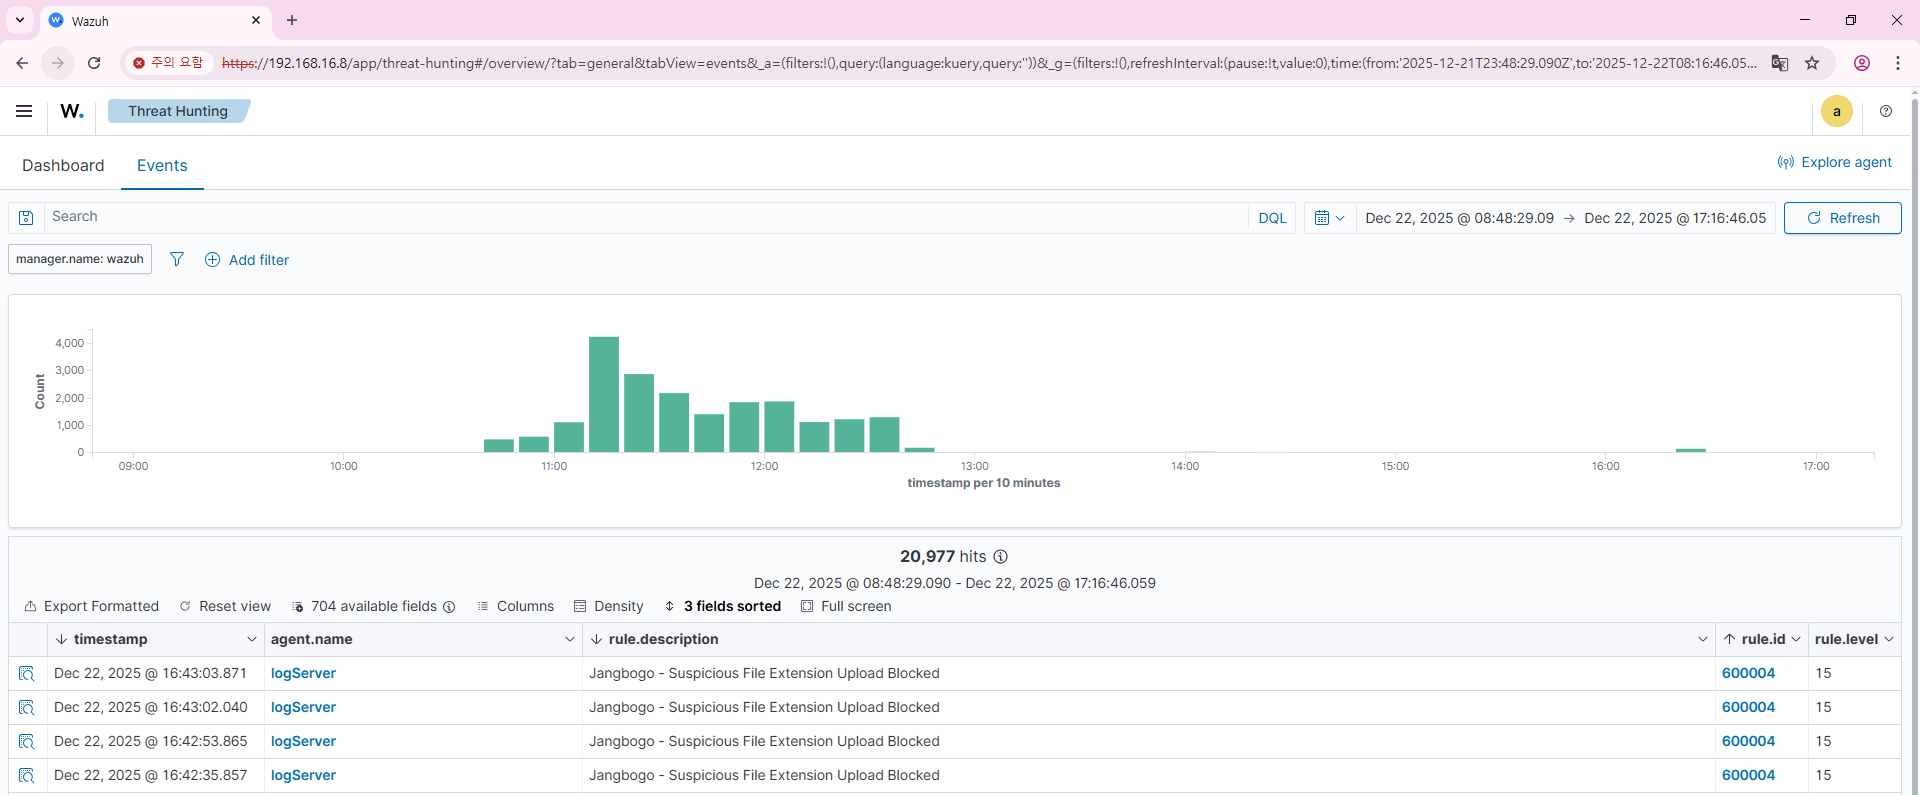 Wazuh
주의 요함
https://192.168.16.8/app/threat-hunting#/overview/?tab=general&tabView=events&_a=(filters:!(),query:(language:kuery,query:''))&_g=(filters:!(),refreshInterval:(pause:!t,value:0),time:(from:'2025-12-21T23:48:29.090Z',to:'2025-12-22T08:16:46.05...
W.
Threat Hunting
a
Dashboard
Events
Explore agent
Search
DQL
Dec 22, 2025 @ 08:48:29.09 → Dec 22, 2025 @ 17:16:46.05
Refresh
manager.name: wazuh
Add filter
Count
4,000
3,000
2,000
1,000
0
09:00 10:00 11:00 12:00 13:00 14:00 15:00 16:00 17:00
timestamp per 10 minutes
20,977 hits
Dec 22, 2025 @ 08:48:29.090 - Dec 22, 2025 @ 17:16:46.059
Export Formatted Reset view 704 available fields Columns Density 3 fields sorted Full screen
timestamp agent.name rule.description rule.id rule.level
Dec 22, 2025 @ 16:43:03.871 logServer Jangbogo - Suspicious File Extension Upload Blocked 600004 15
Dec 22, 2025 @ 16:43:02.040 logServer Jangbogo - Suspicious File Extension Upload Blocked 600004 15
Dec 22, 2025 @ 16:42:53.865 logServer Jangbogo - Suspicious File Extension Upload Blocked 600004 15
Dec 22, 2025 @ 16:42:35.857 logServer Jangbogo - Suspicious File Extension Upload Blocked 600004 15